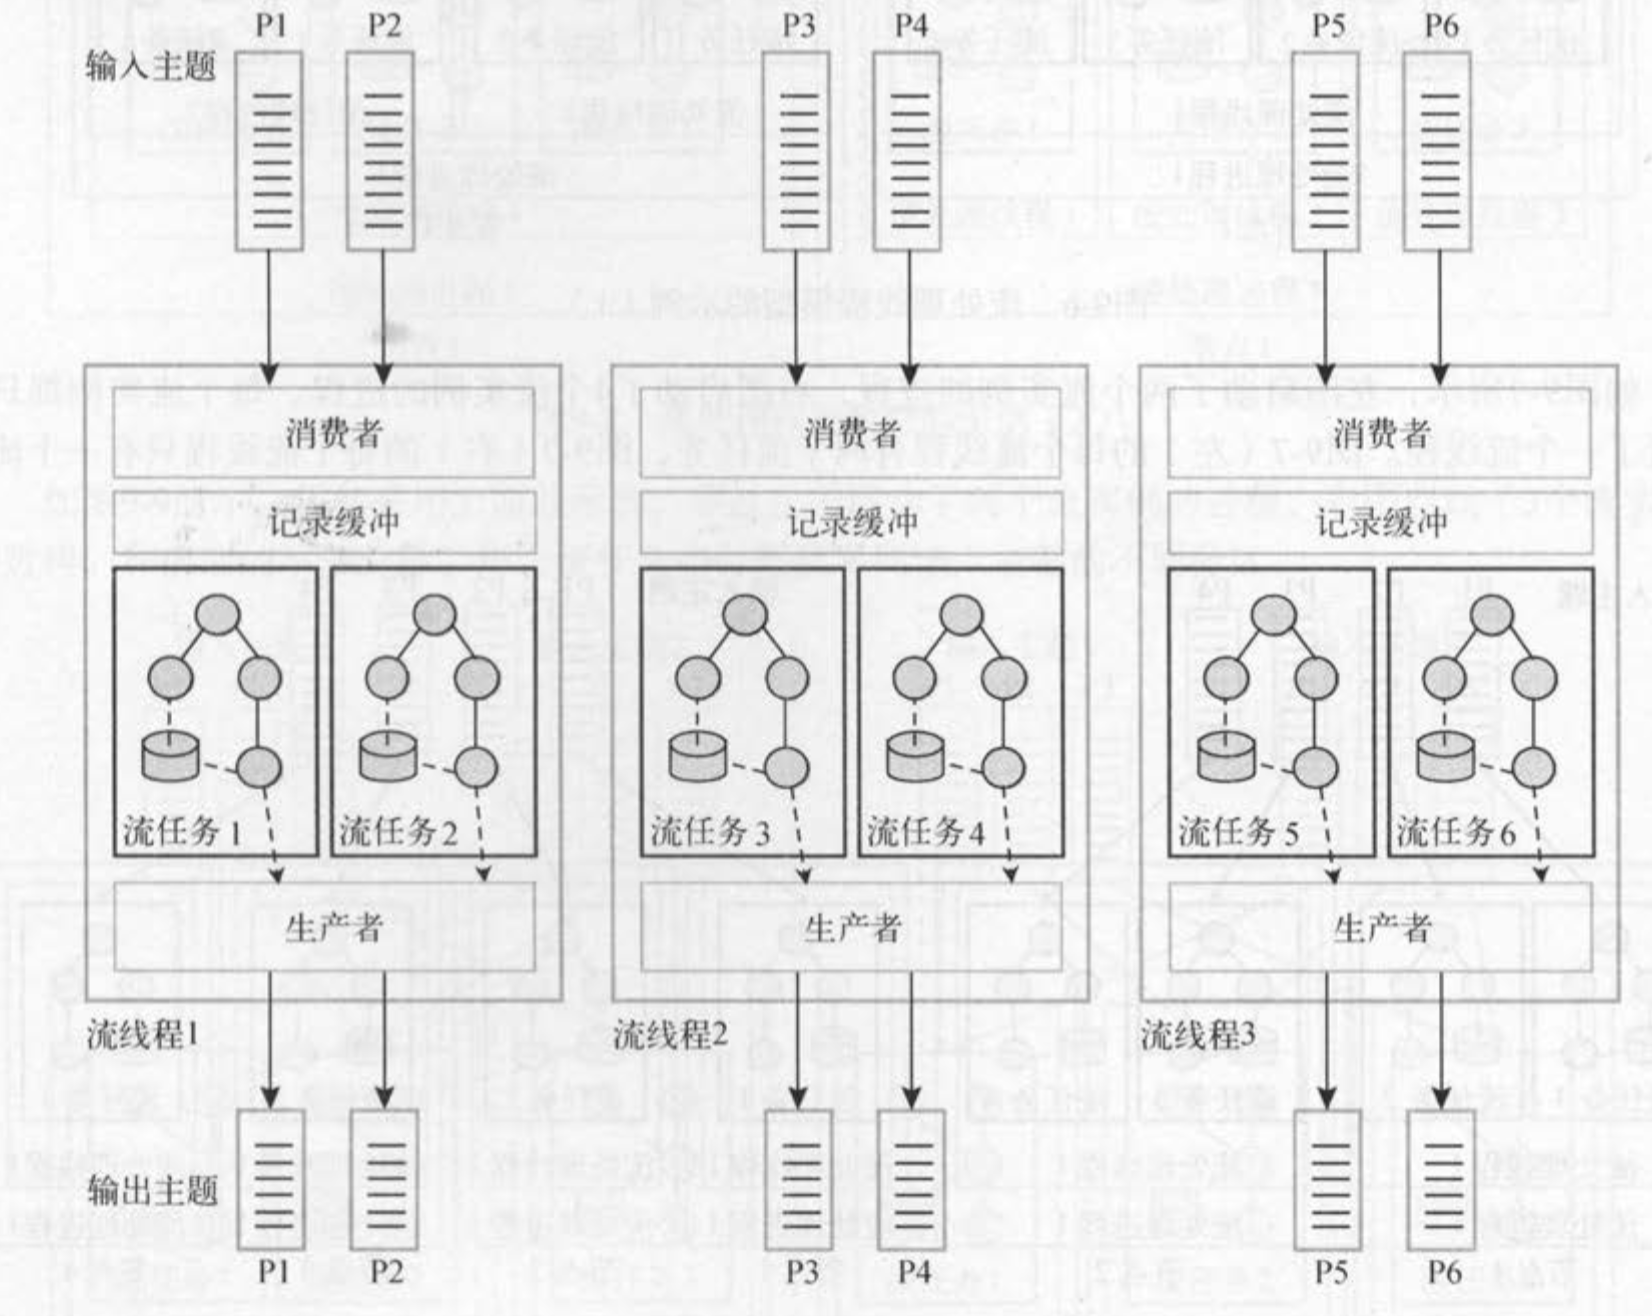 P1 P2 P3 P4 P5 P6
输入主题
消费者 消费者 消费者
记录缓冲 记录缓冲 记录缓冲
流任务1 流任务2 流任务3 流任务4 流任务5 流任务6
生产者 生产者 生产者
流线程1 流线程2 流线程3
输出主题
P1 P2 P3 P4 P5 P6